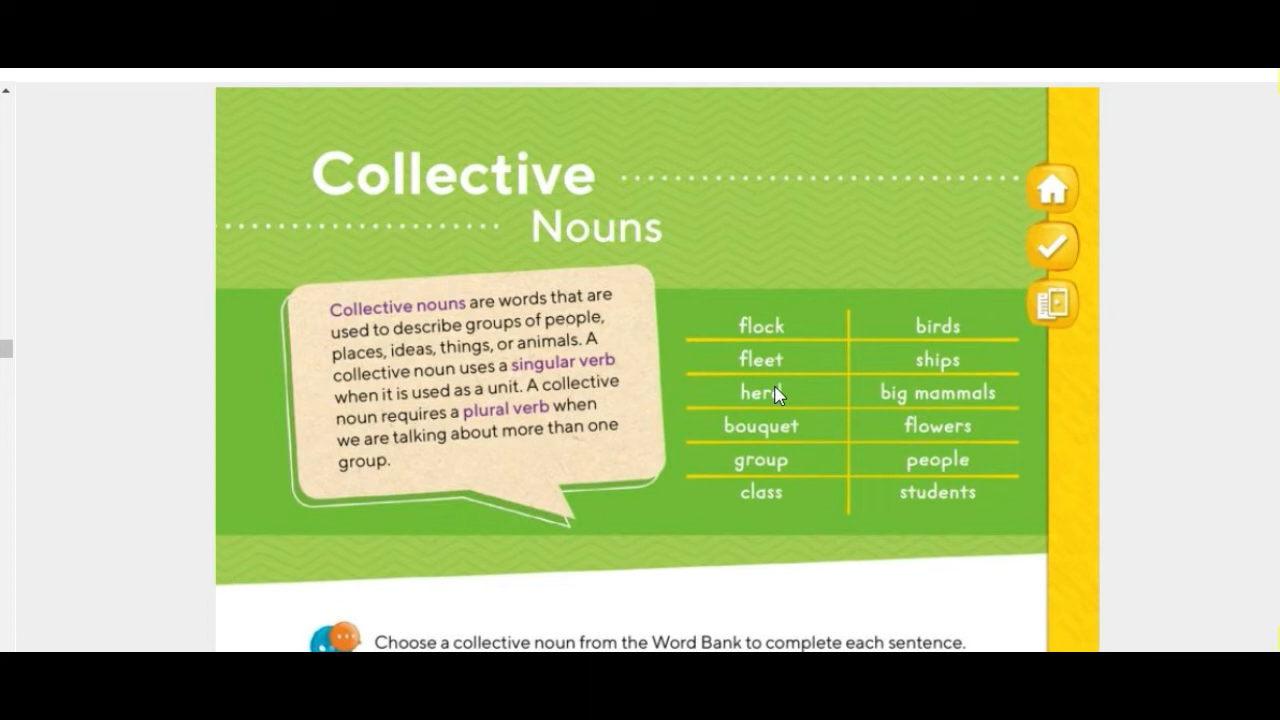 Collective
Nouns
Collective nouns are words that are
used to describe groups of people,
places, ideas, things, or animals. A
collective noun uses a singular verb
when it is used as a unit. A collective
noun requires a plural verb when
we are talking about more than one
group.
flock birds
fleet ships
herd big mammals
bouquet flowers
group people
class students
Choose a collective noun from the Word Bank to complete each sentence.